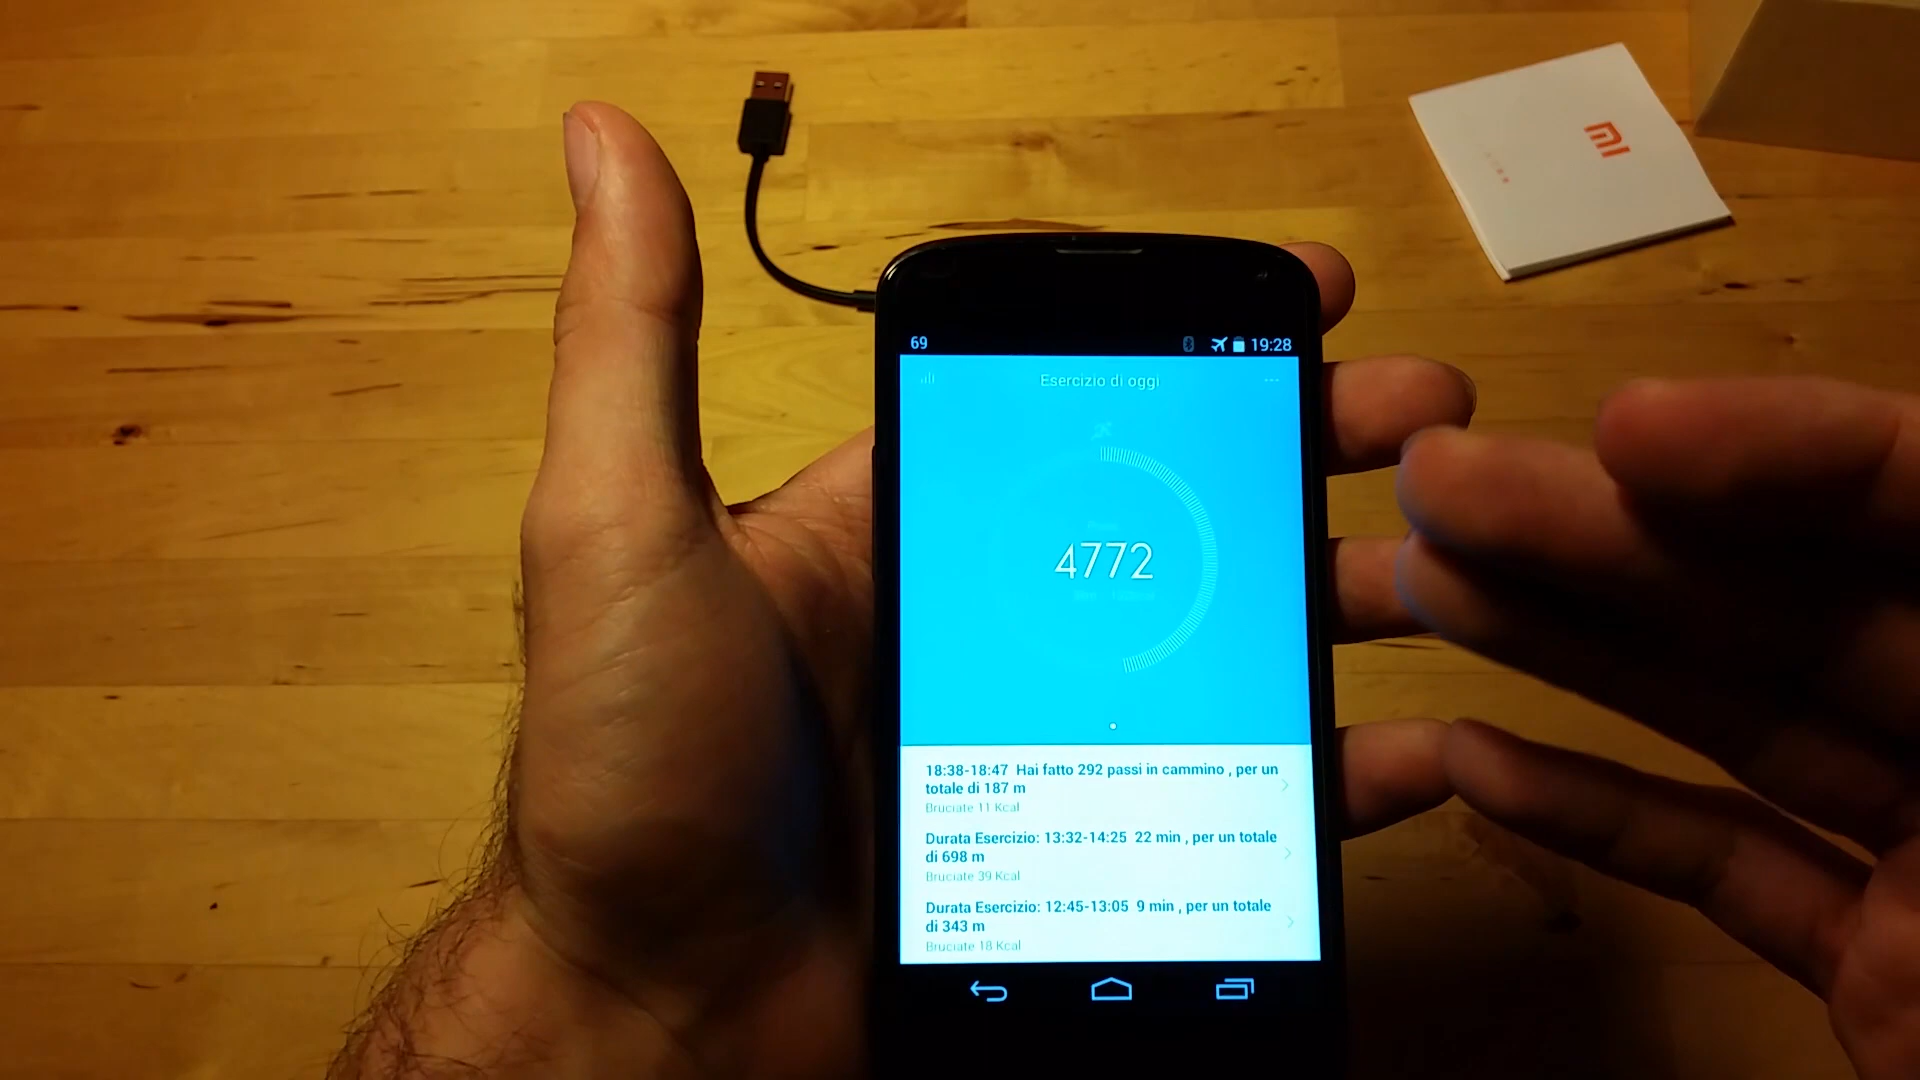 MI
69 19:28
Esercizio di oggi
4772
18:38-18:47 Hai fatto 292 passi in cammino , per un
totale di 187 m
Bruciate 11 Kcal
Durata Esercizio: 13:32-14:25 22 min , per un totale
di 698 m
Bruciate 39 Kcal
Durata Esercizio: 12:45-13:05 9 min , per un totale
di 343 m
Bruciate 18 Kcal